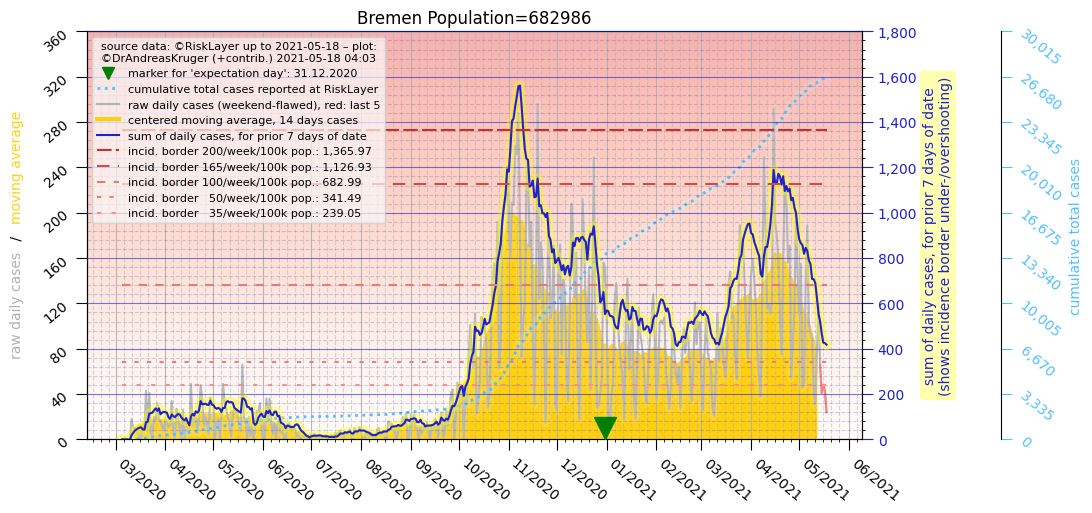 Bremen Population=682986
source data: ©RiskLayer up to 2021-05-18 – plot:
©DrAndreasKruger (+contrib.) 2021-05-18 04:03
marker for 'expectation day': 31.12.2020
cumulative total cases reported at RiskLayer
raw daily cases (weekend-flawed), red: last 5
centered moving average, 14 days cases
sum of daily cases, for prior 7 days of date
incid. border 200/week/100k pop.: 1,365.97
incid. border 165/week/100k pop.: 1,126.93
incid. border 100/week/100k pop.: 682.99
incid. border   50/week/100k pop.: 341.49
incid. border   35/week/100k pop.: 239.05
raw daily cases   /   moving average
360
320
280
240
200
160
120
80
40
0
03/2020
04/2020
05/2020
06/2020
07/2020
08/2020
09/2020
10/2020
11/2020
12/2020
01/2021
02/2021
03/2021
04/2021
05/2021
06/2021
1,800
1,600
1,400
1,200
1,000
800
600
400
200
0
sum of daily cases, for prior 7 days of date
(shows incidence border under-/overshooting)
30,015
26,680
23,345
20,010
16,675
13,340
10,005
6,670
3,335
0
cumulative total cases